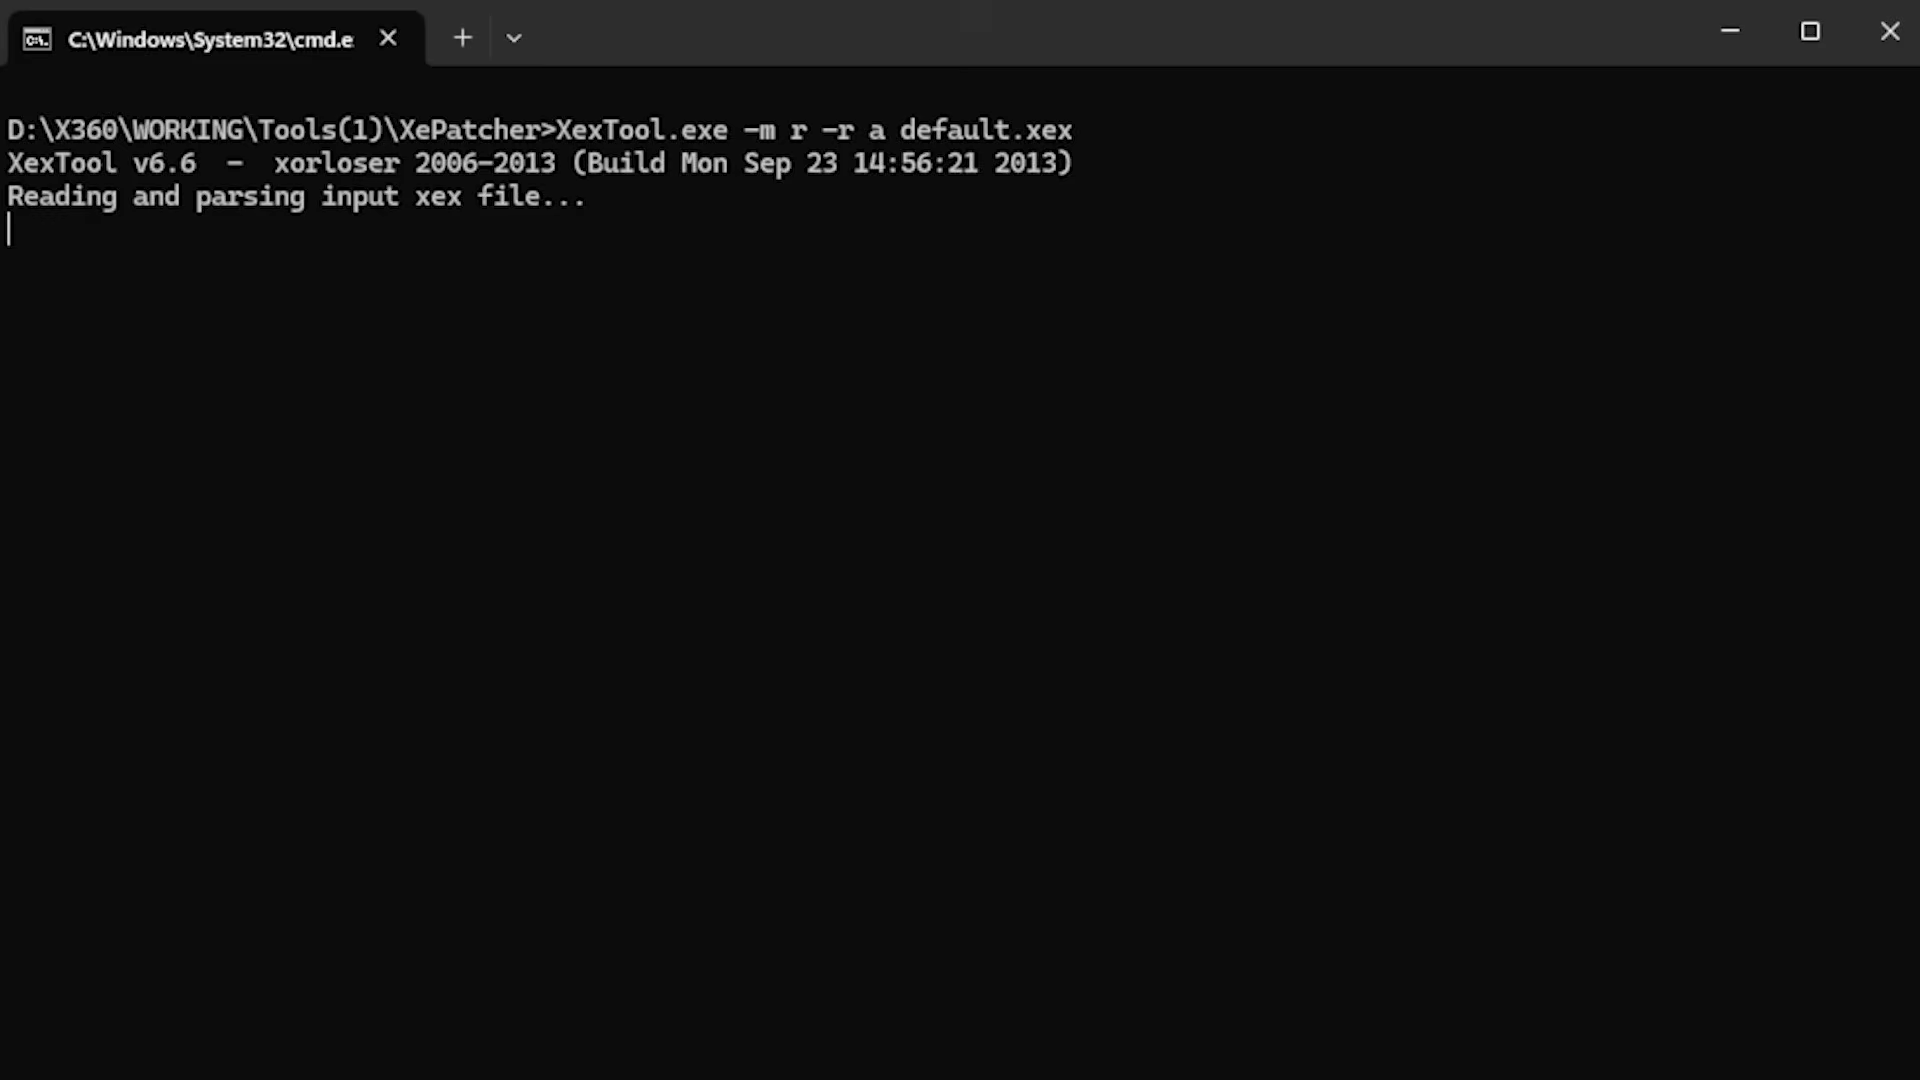 C:\Windows\System32\cmd.e
D:\X360\WORKING\Tools(1)\XePatcher>XexTool.exe -m r -r a default.xex
XexTool v6.6  -  xorloser 2006-2013 (Build Mon Sep 23 14:56:21 2013)
Reading and parsing input xex file...